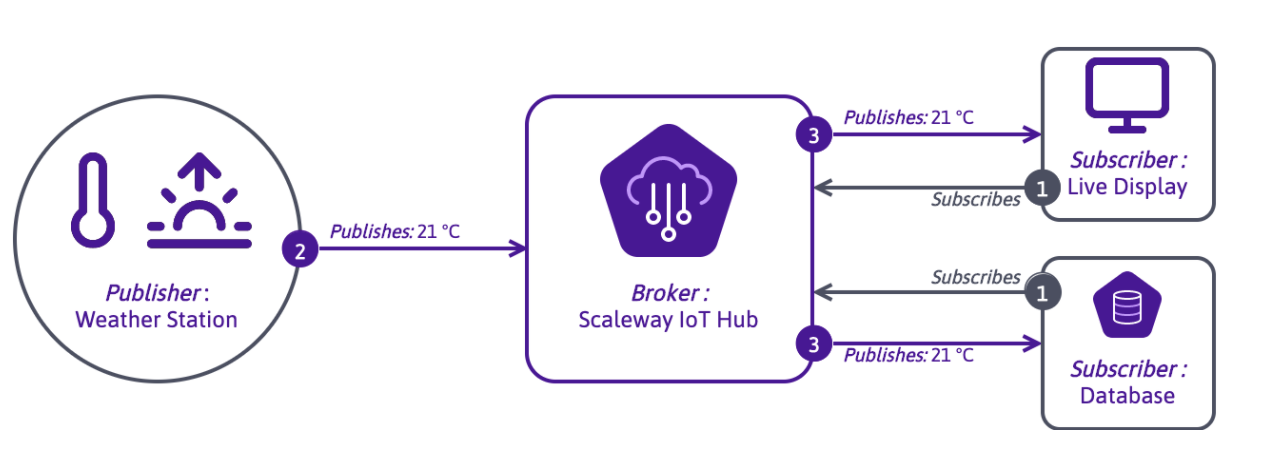 Publisher :
Weather Station
2
Publishes: 21 °C
Broker :
Scaleway IoT Hub
3
Publishes: 21 °C
Subscribes
1
Subscriber :
Live Display
Subscribes
1
3
Publishes: 21 °C
Subscriber :
Database